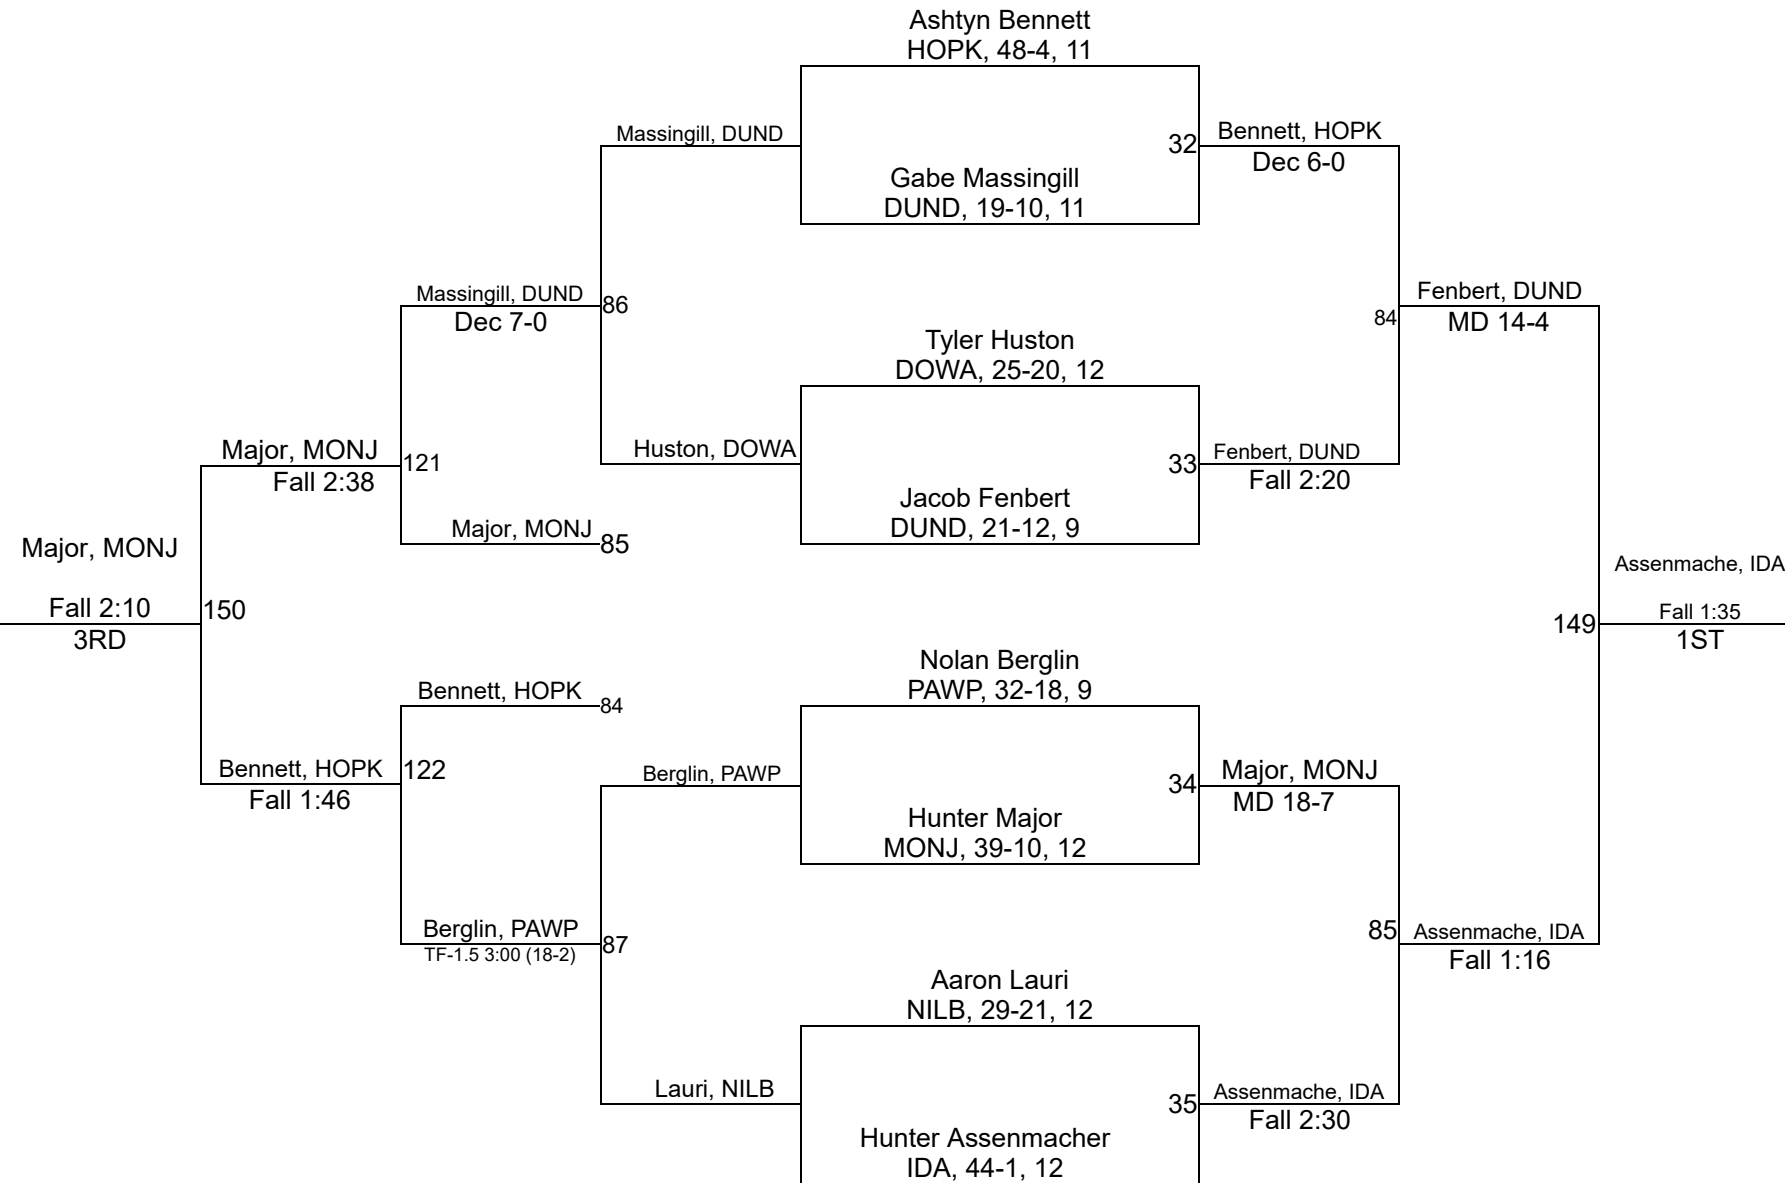 Ashtyn Bennett
HOPK, 48-4, 11
Massingill, DUND
32
Bennett, HOPK
Dec 6-0
Gabe Massingill
DUND, 19-10, 11
Massingill, DUND
Dec 7-0
86
Fenbert, DUND
MD 14-4
84
Tyler Huston
DOWA, 25-20, 12
Major, MONJ
Fall 2:38
121
Huston, DOWA
33
Fenbert, DUND
Fall 2:20
Jacob Fenbert
DUND, 21-12, 9
Major, MONJ
85
Major, MONJ
Fall 2:10
3RD
150
Assenmache, IDA
Fall 1:35
1ST
149
Nolan Berglin
PAWP, 32-18, 9
Bennett, HOPK
84
Bennett, HOPK
Fall 1:46
122
Berglin, PAWP
34
Major, MONJ
MD 18-7
Hunter Major
MONJ, 39-10, 12
Berglin, PAWP
TF-1.5 3:00 (18-2)
87
85
Assenmache, IDA
Fall 1:16
Aaron Lauri
NILB, 29-21, 12
Lauri, NILB
35
Assenmache, IDA
Fall 2:30
Hunter Assenmacher
IDA, 44-1, 12